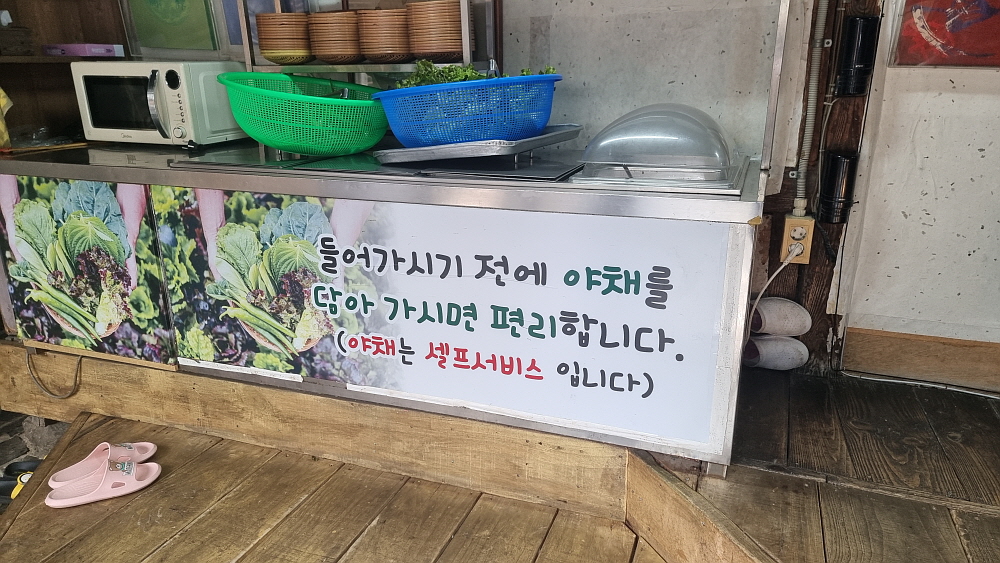 들어가시기 전에 야채를
담아 가시면 편리합니다.
(야채는 셀프서비스 입니다)
Midea